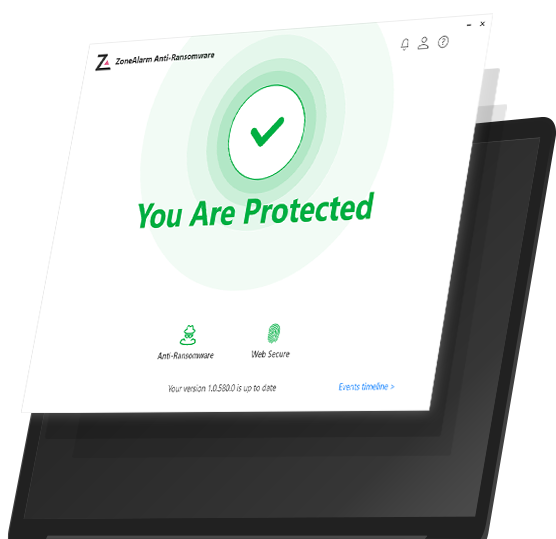 ZoneAlarm Anti-Ransomware
You Are Protected
Anti-Ransomware
Web Secure
Your version 1.0.580.0 is up to date
Events timeline >